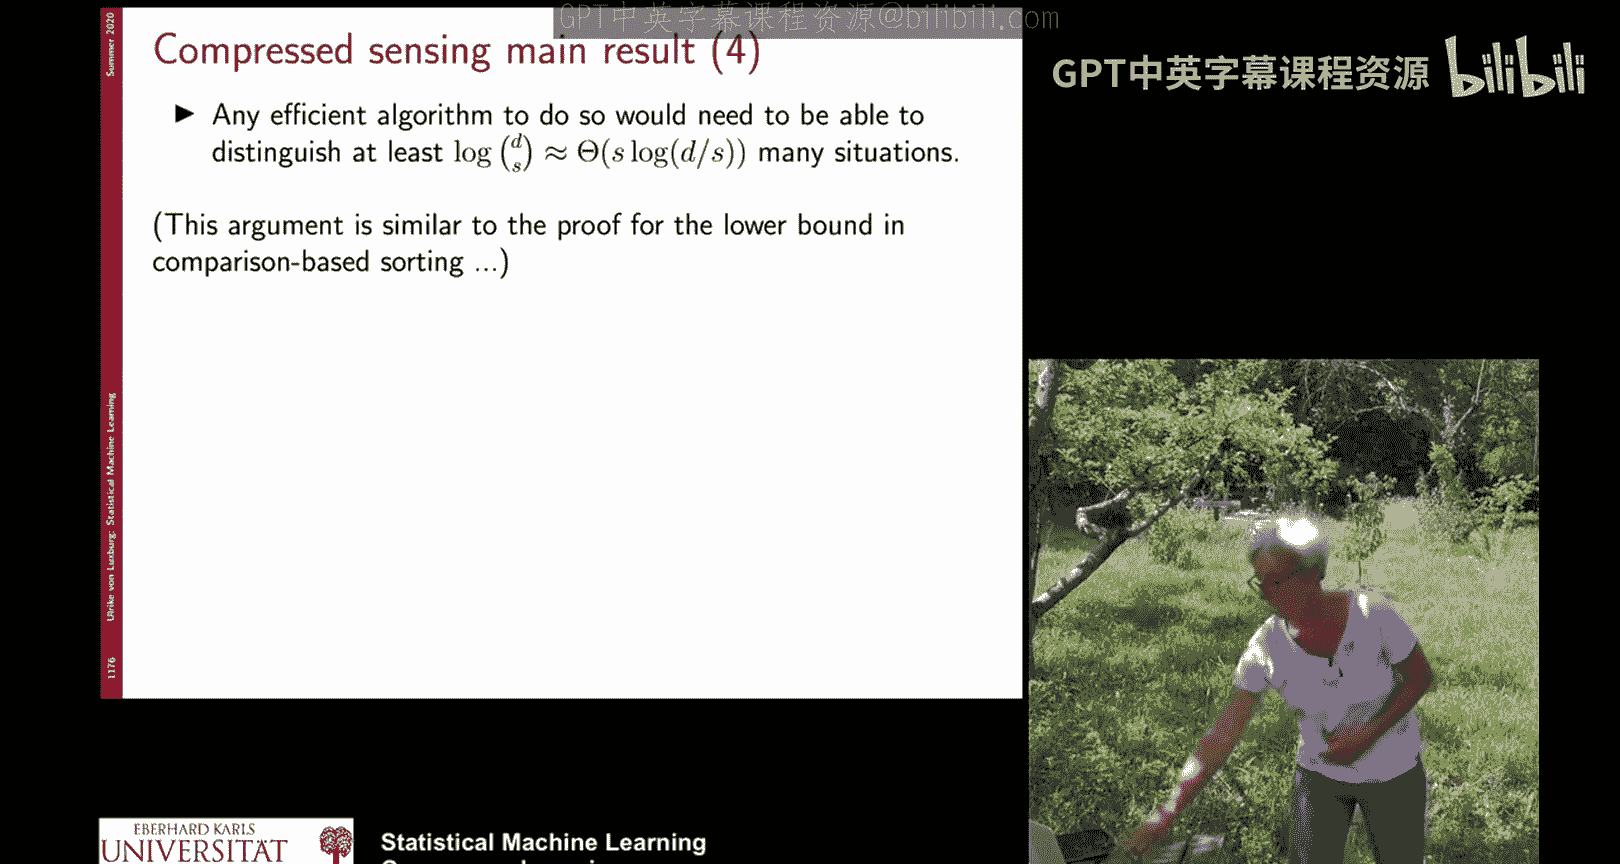 GPT中英字幕课程资源@bilibili.com
GPT中英字幕课程资源 bilibili
Summer 2020
Compressed sensing main result (4)
► Any efficient algorithm to do so would need to be able to
distinguish at least log (d s) ≈ Θ(s log(d/s)) many situations.
(This argument is similar to the proof for the lower bound in
comparison-based sorting ...)
Ulrike von Luxburg: Statistical Machine Learning
1176
EBERHARD KARLS
UNIVERSITÄT
Statistical Machine Learning